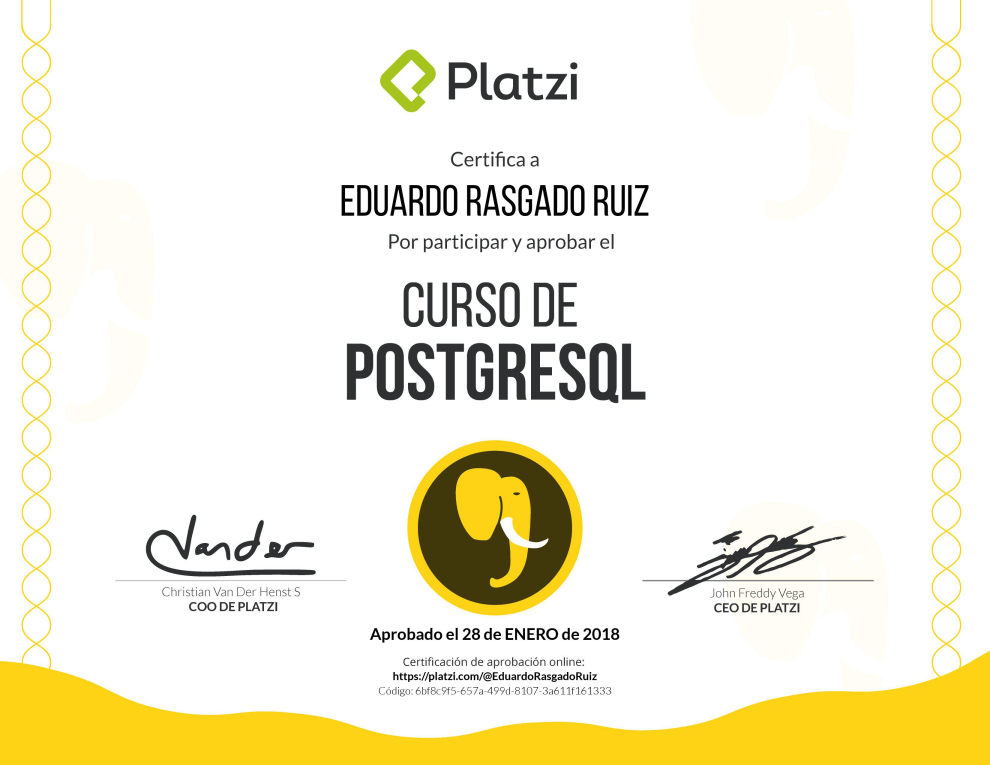 Platzi
Certifica a
EDUARDO RASGADO RUIZ
Por participar y aprobar el
CURSO DE
POSTGRESQL
Vander
Christian Van Der Henst S
COO DE PLATZI
John Freddy Vega
CEO DE PLATZI
Aprobado el 28 de ENERO de 2018
Certificación de aprobación online:
https://platzi.com/@EduardoRasgadoRuiz
Código: 6bf8c9f5-657a-499d-8107-3a611f161333